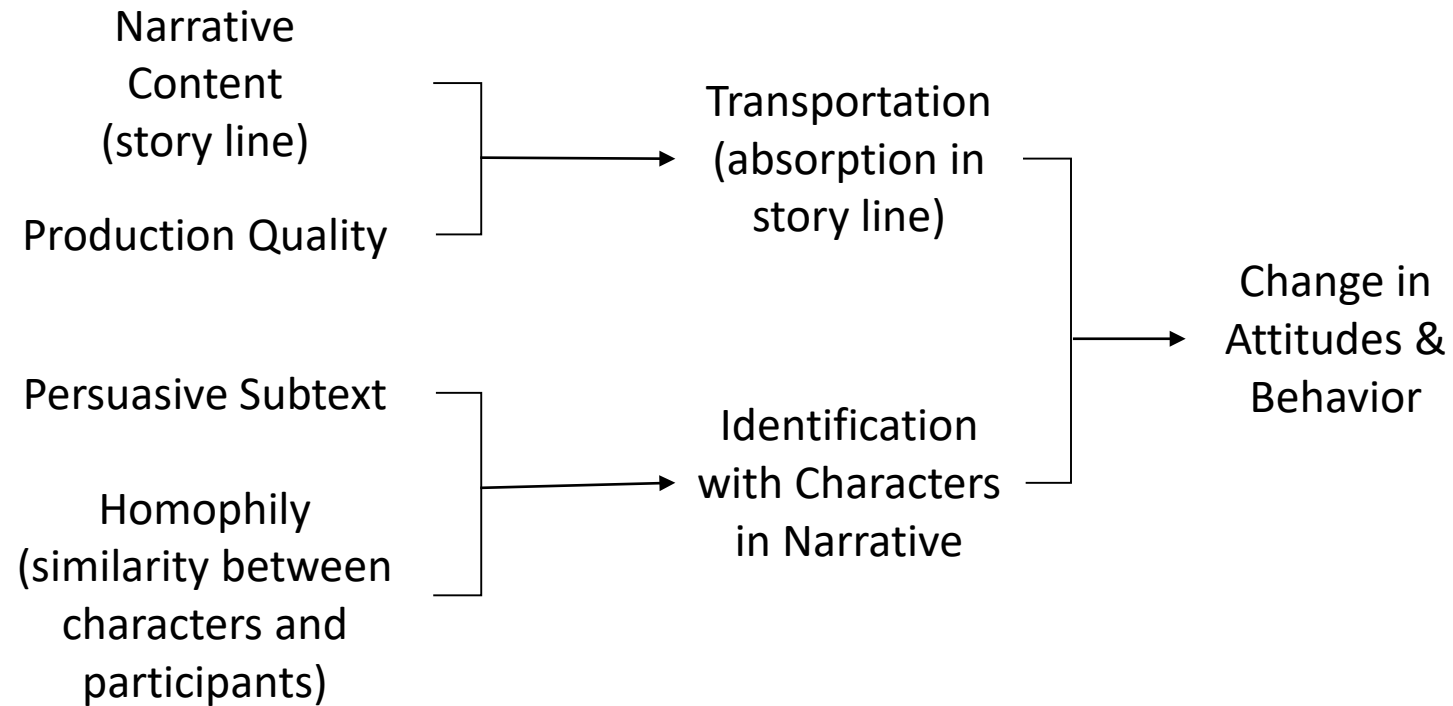 Narrative
Content
(story line)
Production Quality
Persuasive Subtext
Homophily
(similarity between
characters and
participants)
Transportation
(absorption in
story line)
Identification
with Characters
in Narrative
Change in
Attitudes &
Behavior